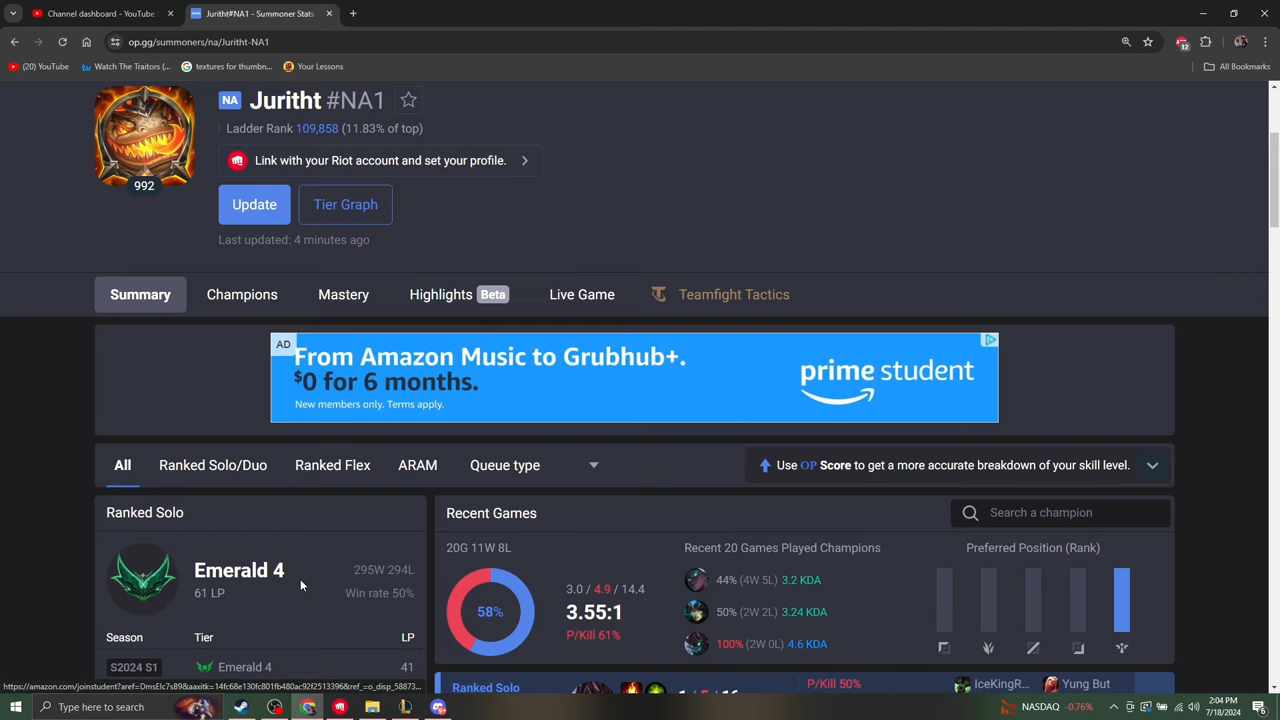 Channel dashboard - YouTube
Juritht#NA1 - Summoner Stats
op.gg/summoners/na/Juritht-NA1
12
(20) YouTube
Watch The Traitors (...
textures for thumbn...
Your Lessons
All Bookmarks
NA Juritht #NA1
Ladder Rank 109,858 (11.83% of top)
Link with your Riot account and set your profile.
992
Update Tier Graph
Last updated: 4 minutes ago
Summary Champions Mastery Highlights Beta Live Game Teamfight Tactics
AD
From Amazon Music to Grubhub+.
$0 for 6 months.
New members only. Terms apply.
prime student
All Ranked Solo/Duo Ranked Flex ARAM Queue type
Use OP Score to get a more accurate breakdown of your skill level.
Ranked Solo
Emerald 4 295W 294L
61 LP Win rate 50%
Season Tier LP
S2024 S1 Emerald 4 41
Recent Games
Search a champion
20G 11W 8L
58%
3.0 / 4.9 / 14.4
3.55:1
P/Kill 61%
Recent 20 Games Played Champions
44% (4W 5L) 3.2 KDA
50% (2W 2L) 3.24 KDA
100% (2W 0L) 4.6 KDA
Preferred Position (Rank)
Ranked Solo
P/Kill 50%
IceKingR...
Yung But
Type here to search
NASDAQ -0.76%
2:04 PM
7/18/2024
6